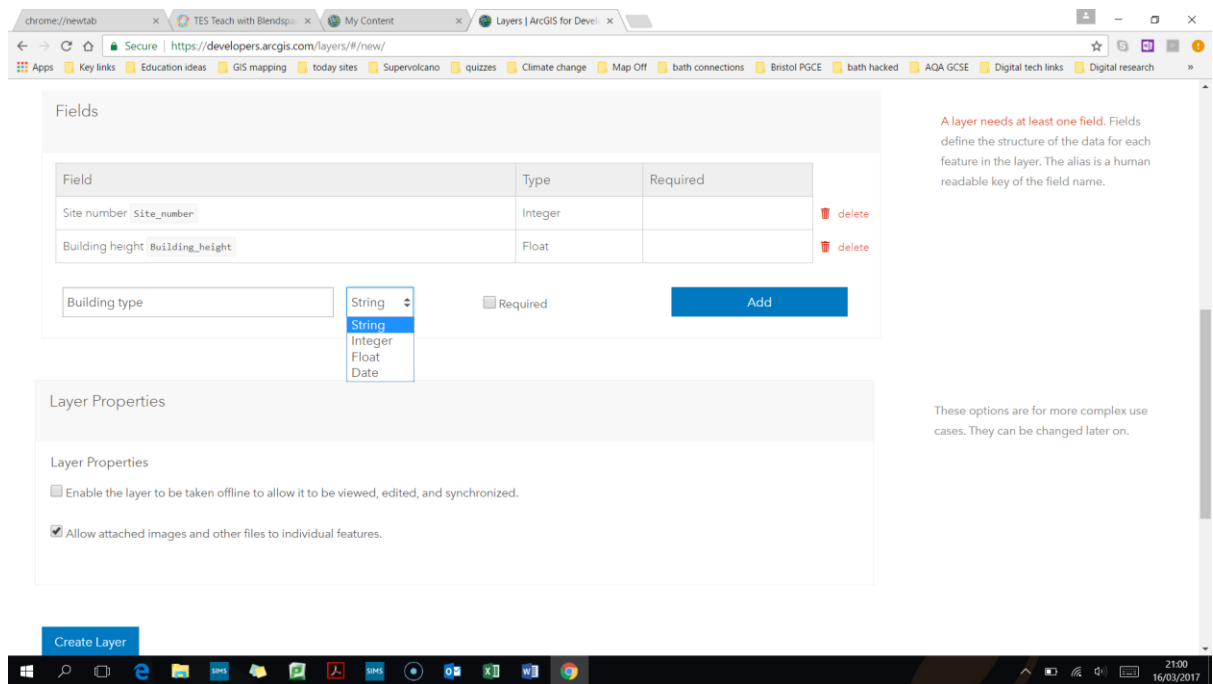 chrome://newtab
TES Teach with Blendspac
My Content
Layers | ArcGIS for Devel
Secure | https://developers.arcgis.com/layers/#/new/
Apps Key links Education ideas GIS mapping today sites Supervolcano quizzes Climate change Map Off bath connections Bristol PGCE bath hacked AQA GCSE Digital tech links Digital research »
Fields
A layer needs at least one field. Fields
define the structure of the data for each
feature in the layer. The alias is a human
readable key of the field name.
Field Type Required
Site number Site_number Integer delete
Building height Building_height Float delete
Building type String Required Add
String
Integer
Float
Date
Layer Properties
These options are for more complex use
cases. They can be changed later on.
Layer Properties
Enable the layer to be taken offline to allow it to be viewed, edited, and synchronized.
Allow attached images and other files to individual features.
Create Layer
SIMS SIMS
21:00
16/03/2017